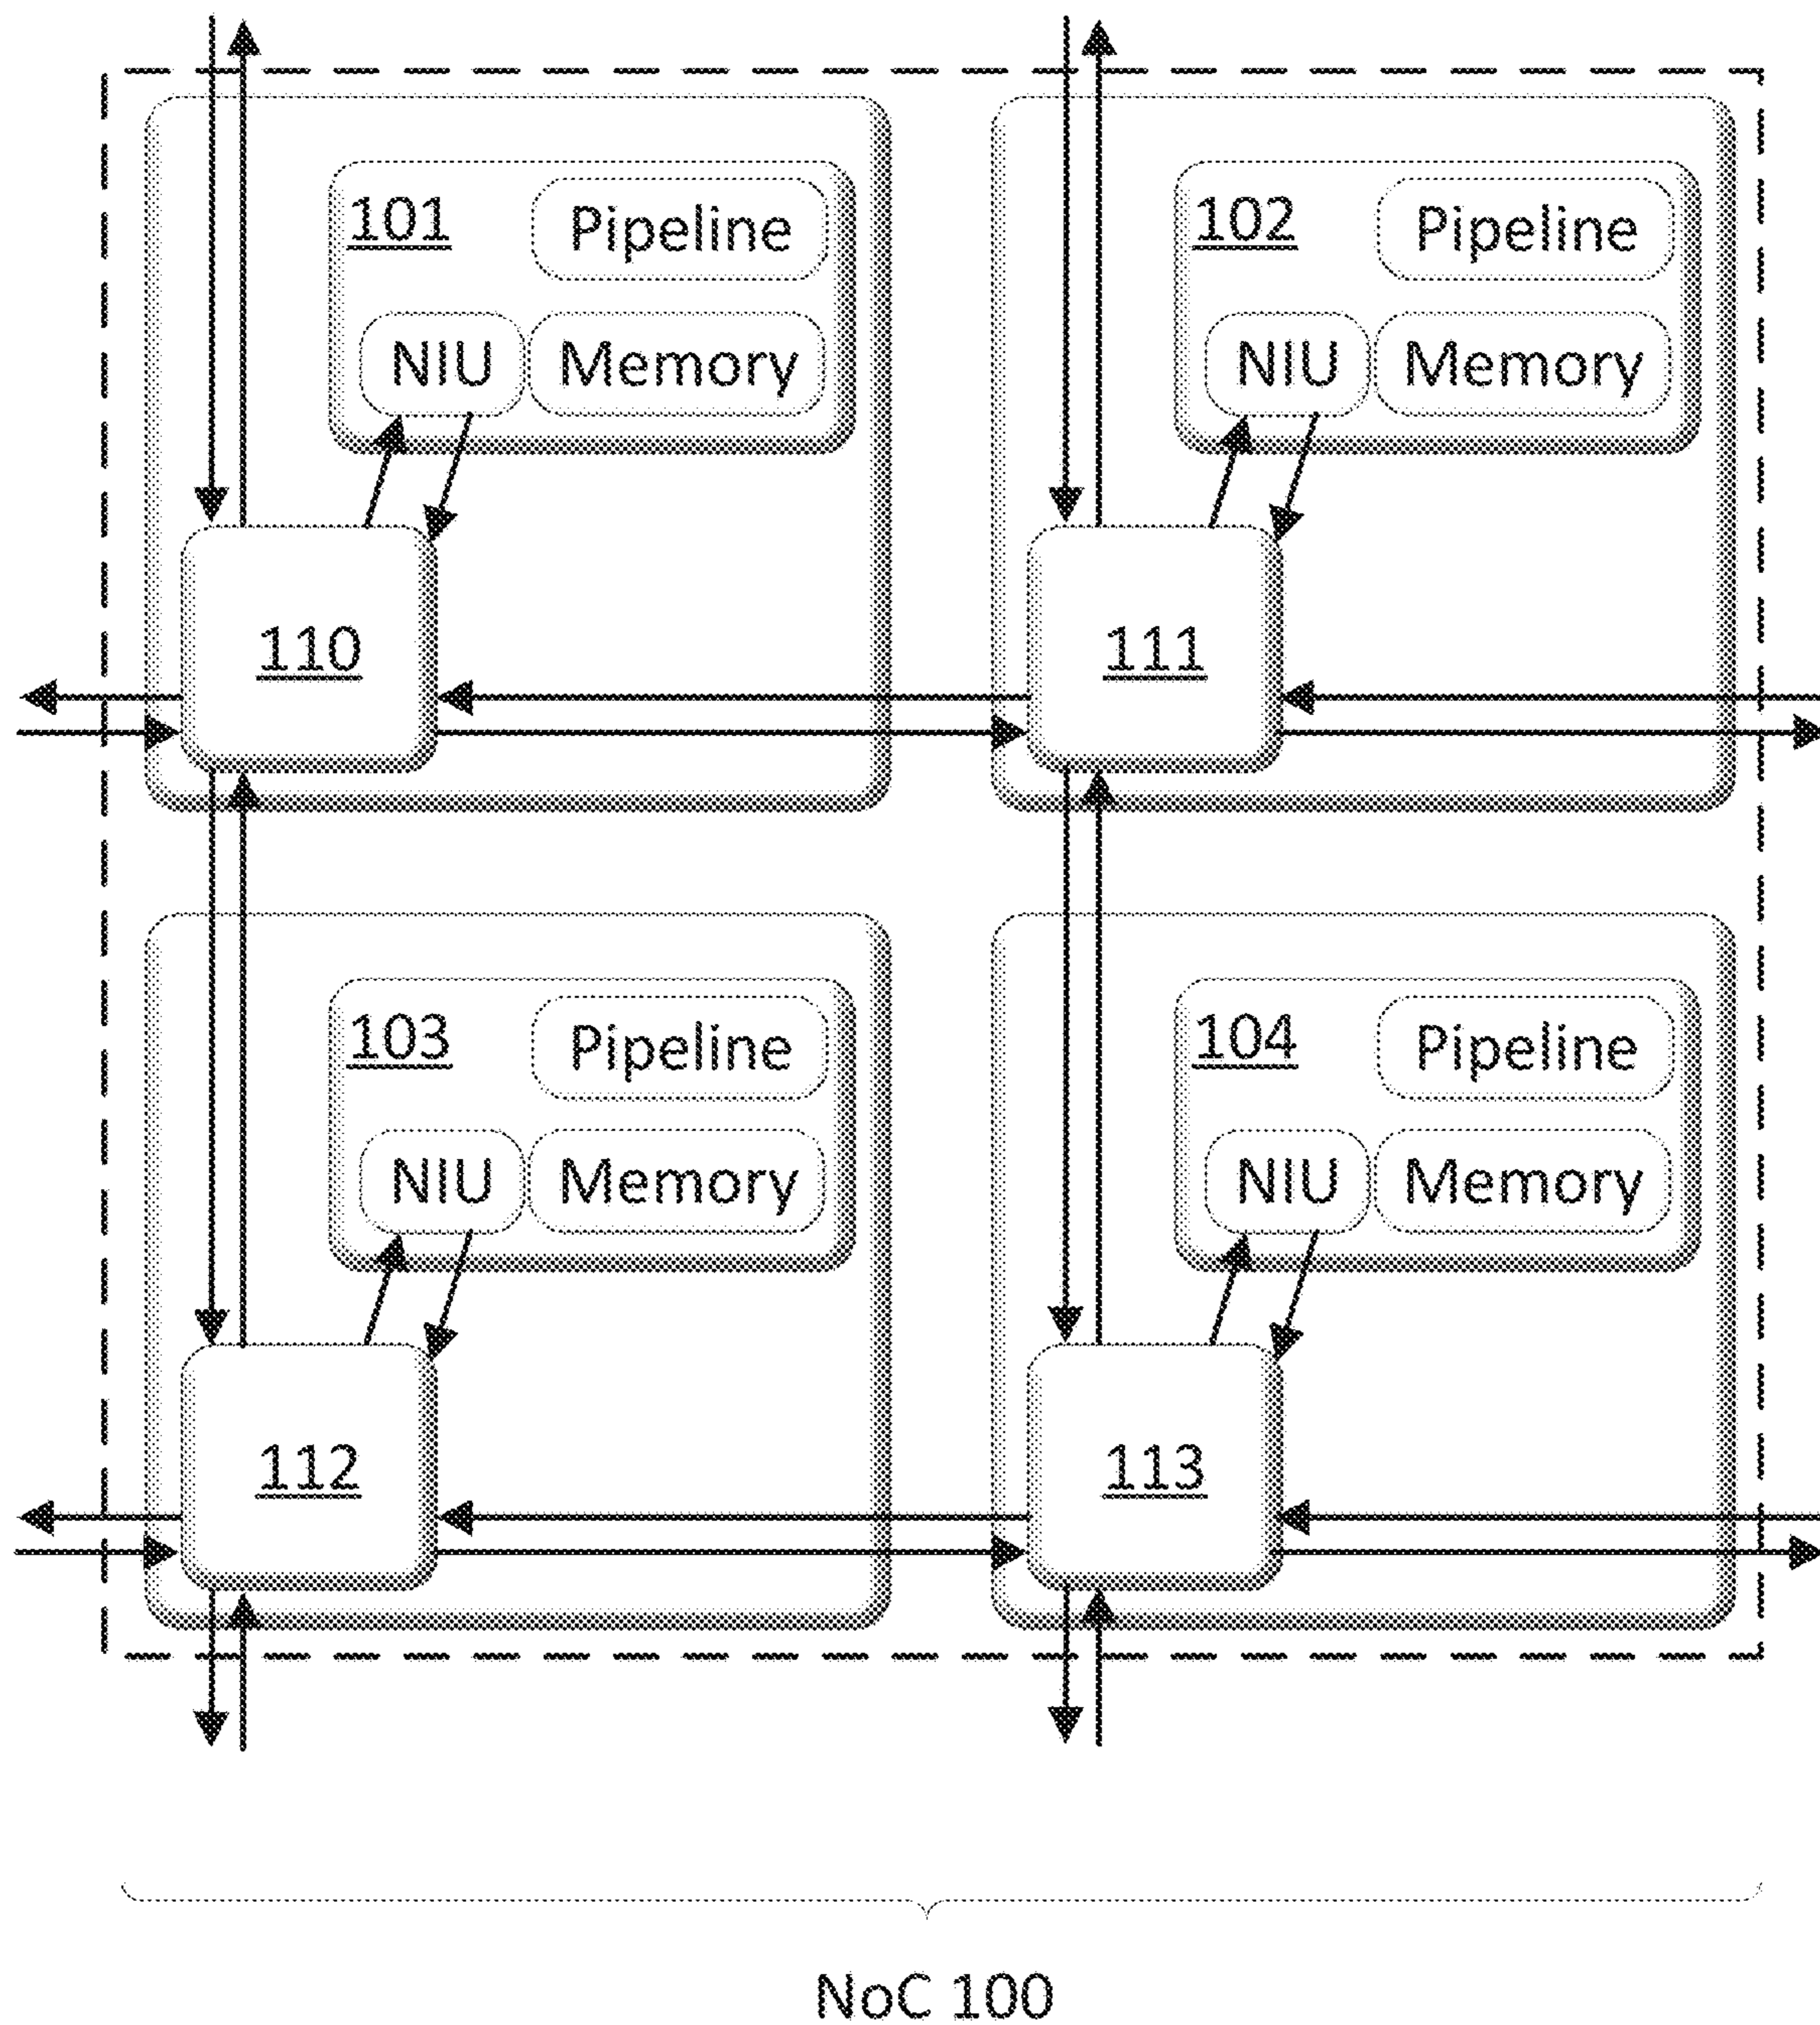 101 Pipeline
NIU Memory
102 Pipeline
NIU Memory
110
111
103 Pipeline
NIU Memory
104 Pipeline
NIU Memory
112
113
NoC 100